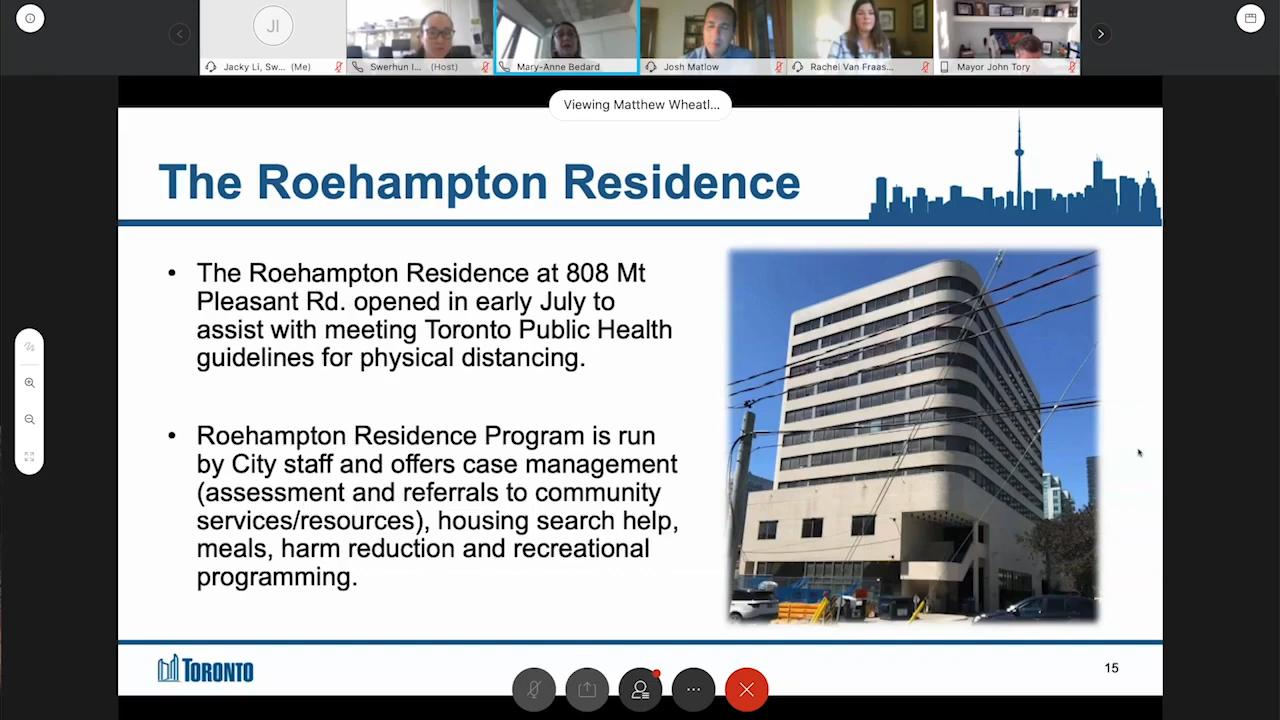 JI
Jacky Li, Sw... (Me)
Swerhun I... (Host)
Mary-Anne Bedard
Josh Matlow
Rachel Van Fraas...
Mayor John Tory
Viewing Matthew Wheatl...
The Roehampton Residence
• The Roehampton Residence at 808 Mt
Pleasant Rd. opened in early July to
assist with meeting Toronto Public Health
guidelines for physical distancing.
• Roehampton Residence Program is run
by City staff and offers case management
(assessment and referrals to community
services/resources), housing search help,
meals, harm reduction and recreational
programming.
TORONTO
15